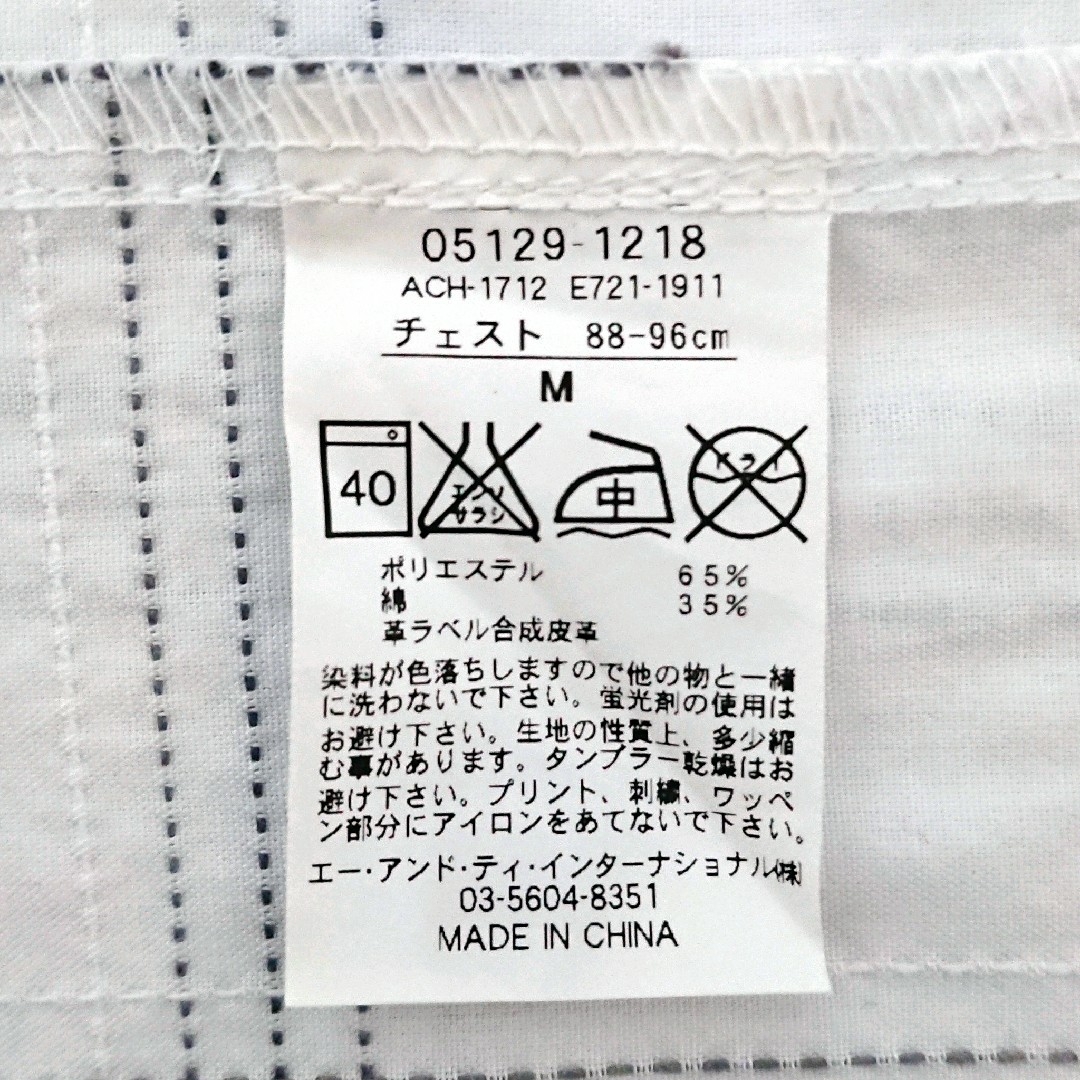 05129-1218
ACH-1712 E721-1911
チェスト 88-96cm
M
40 エンソサラシ 中 ドライ
ポリエステル 65%
綿 35%
革ラベル合成皮革
染料が色落ちしますので他の物と一緒
に洗わないで下さい。蛍光剤の使用は
お避け下さい。生地の性質上、多少縮
む事があります。タンブラー乾燥はお
避け下さい。プリント、刺繍、ワッペ
ン部分にアイロンをあてないで下さい。
エー・アンド・ティ・インターナショナル㈱
03-5604-8351
MADE IN CHINA